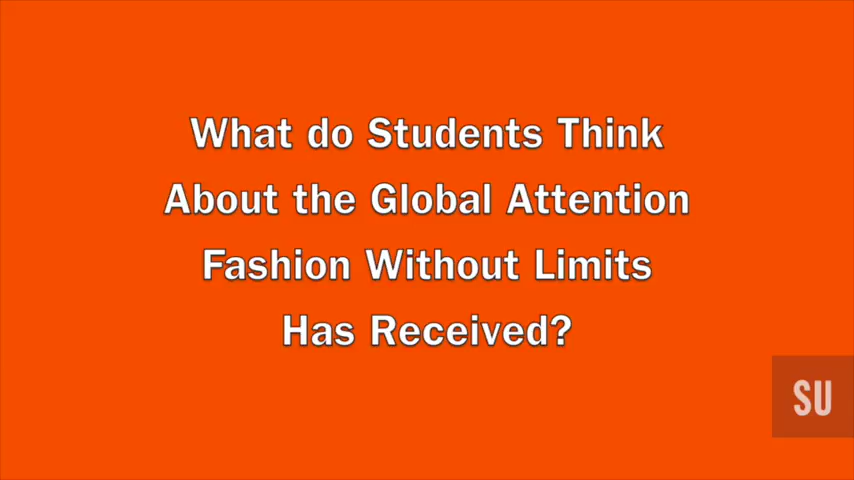 What do Students Think
About the Global Attention
Fashion Without Limits
Has Received?
SU